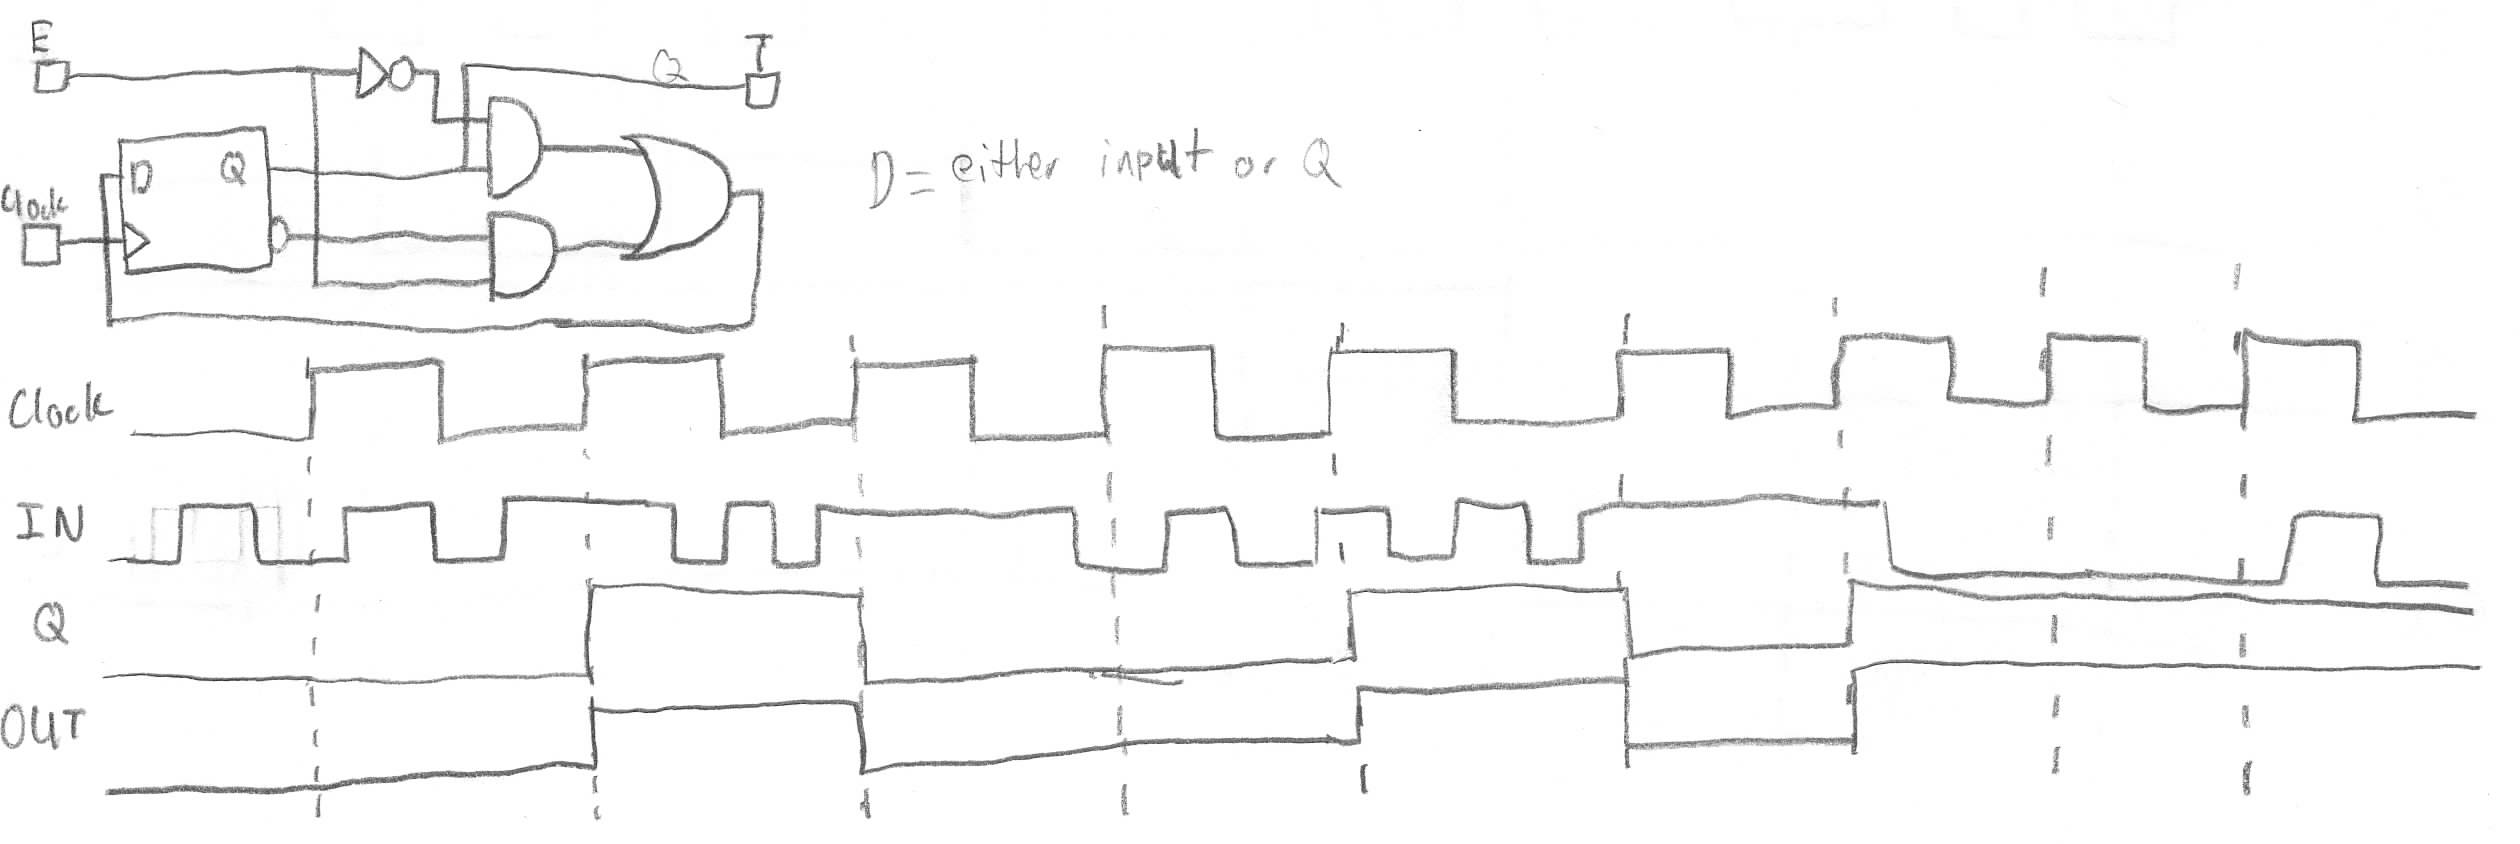 E
T
Q
D Q
Clock
D = either input or Q
Clock
IN
Q
OUT